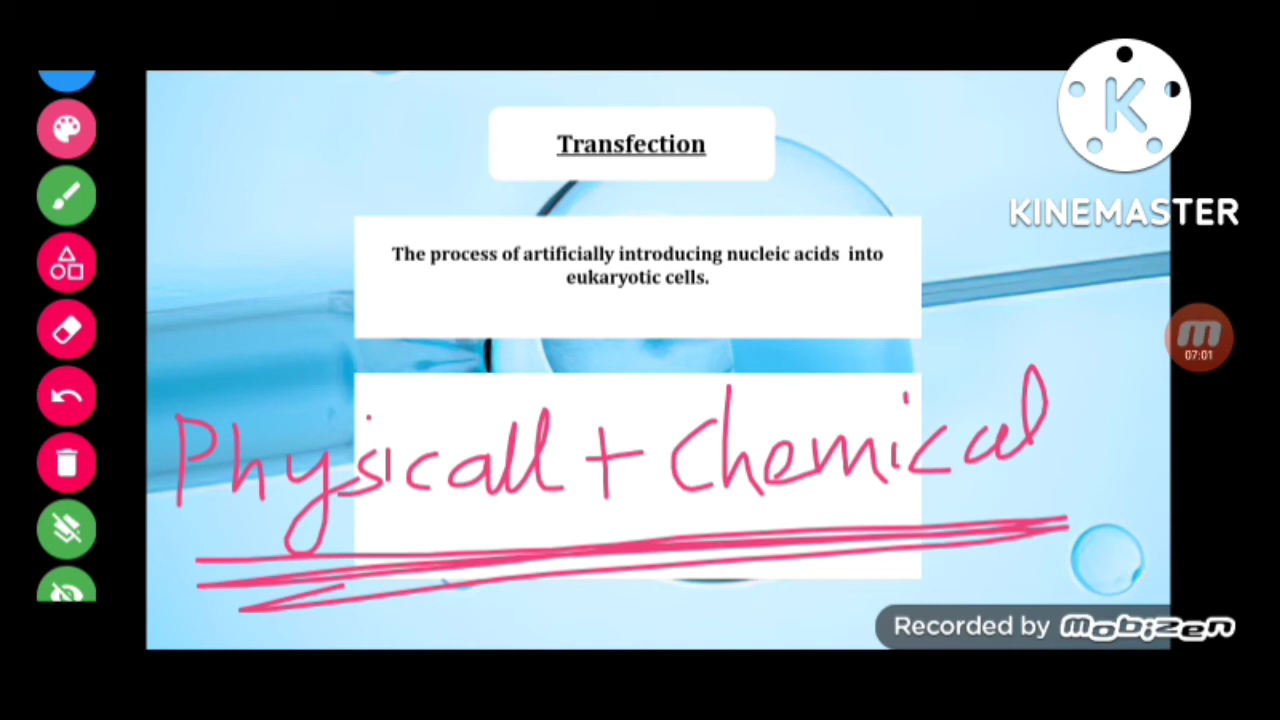 Transfection
KINEMASTER
The process of artificially introducing nucleic acids into
eukaryotic cells.
07:01
Physicall + Chemical
Recorded by Mobizen